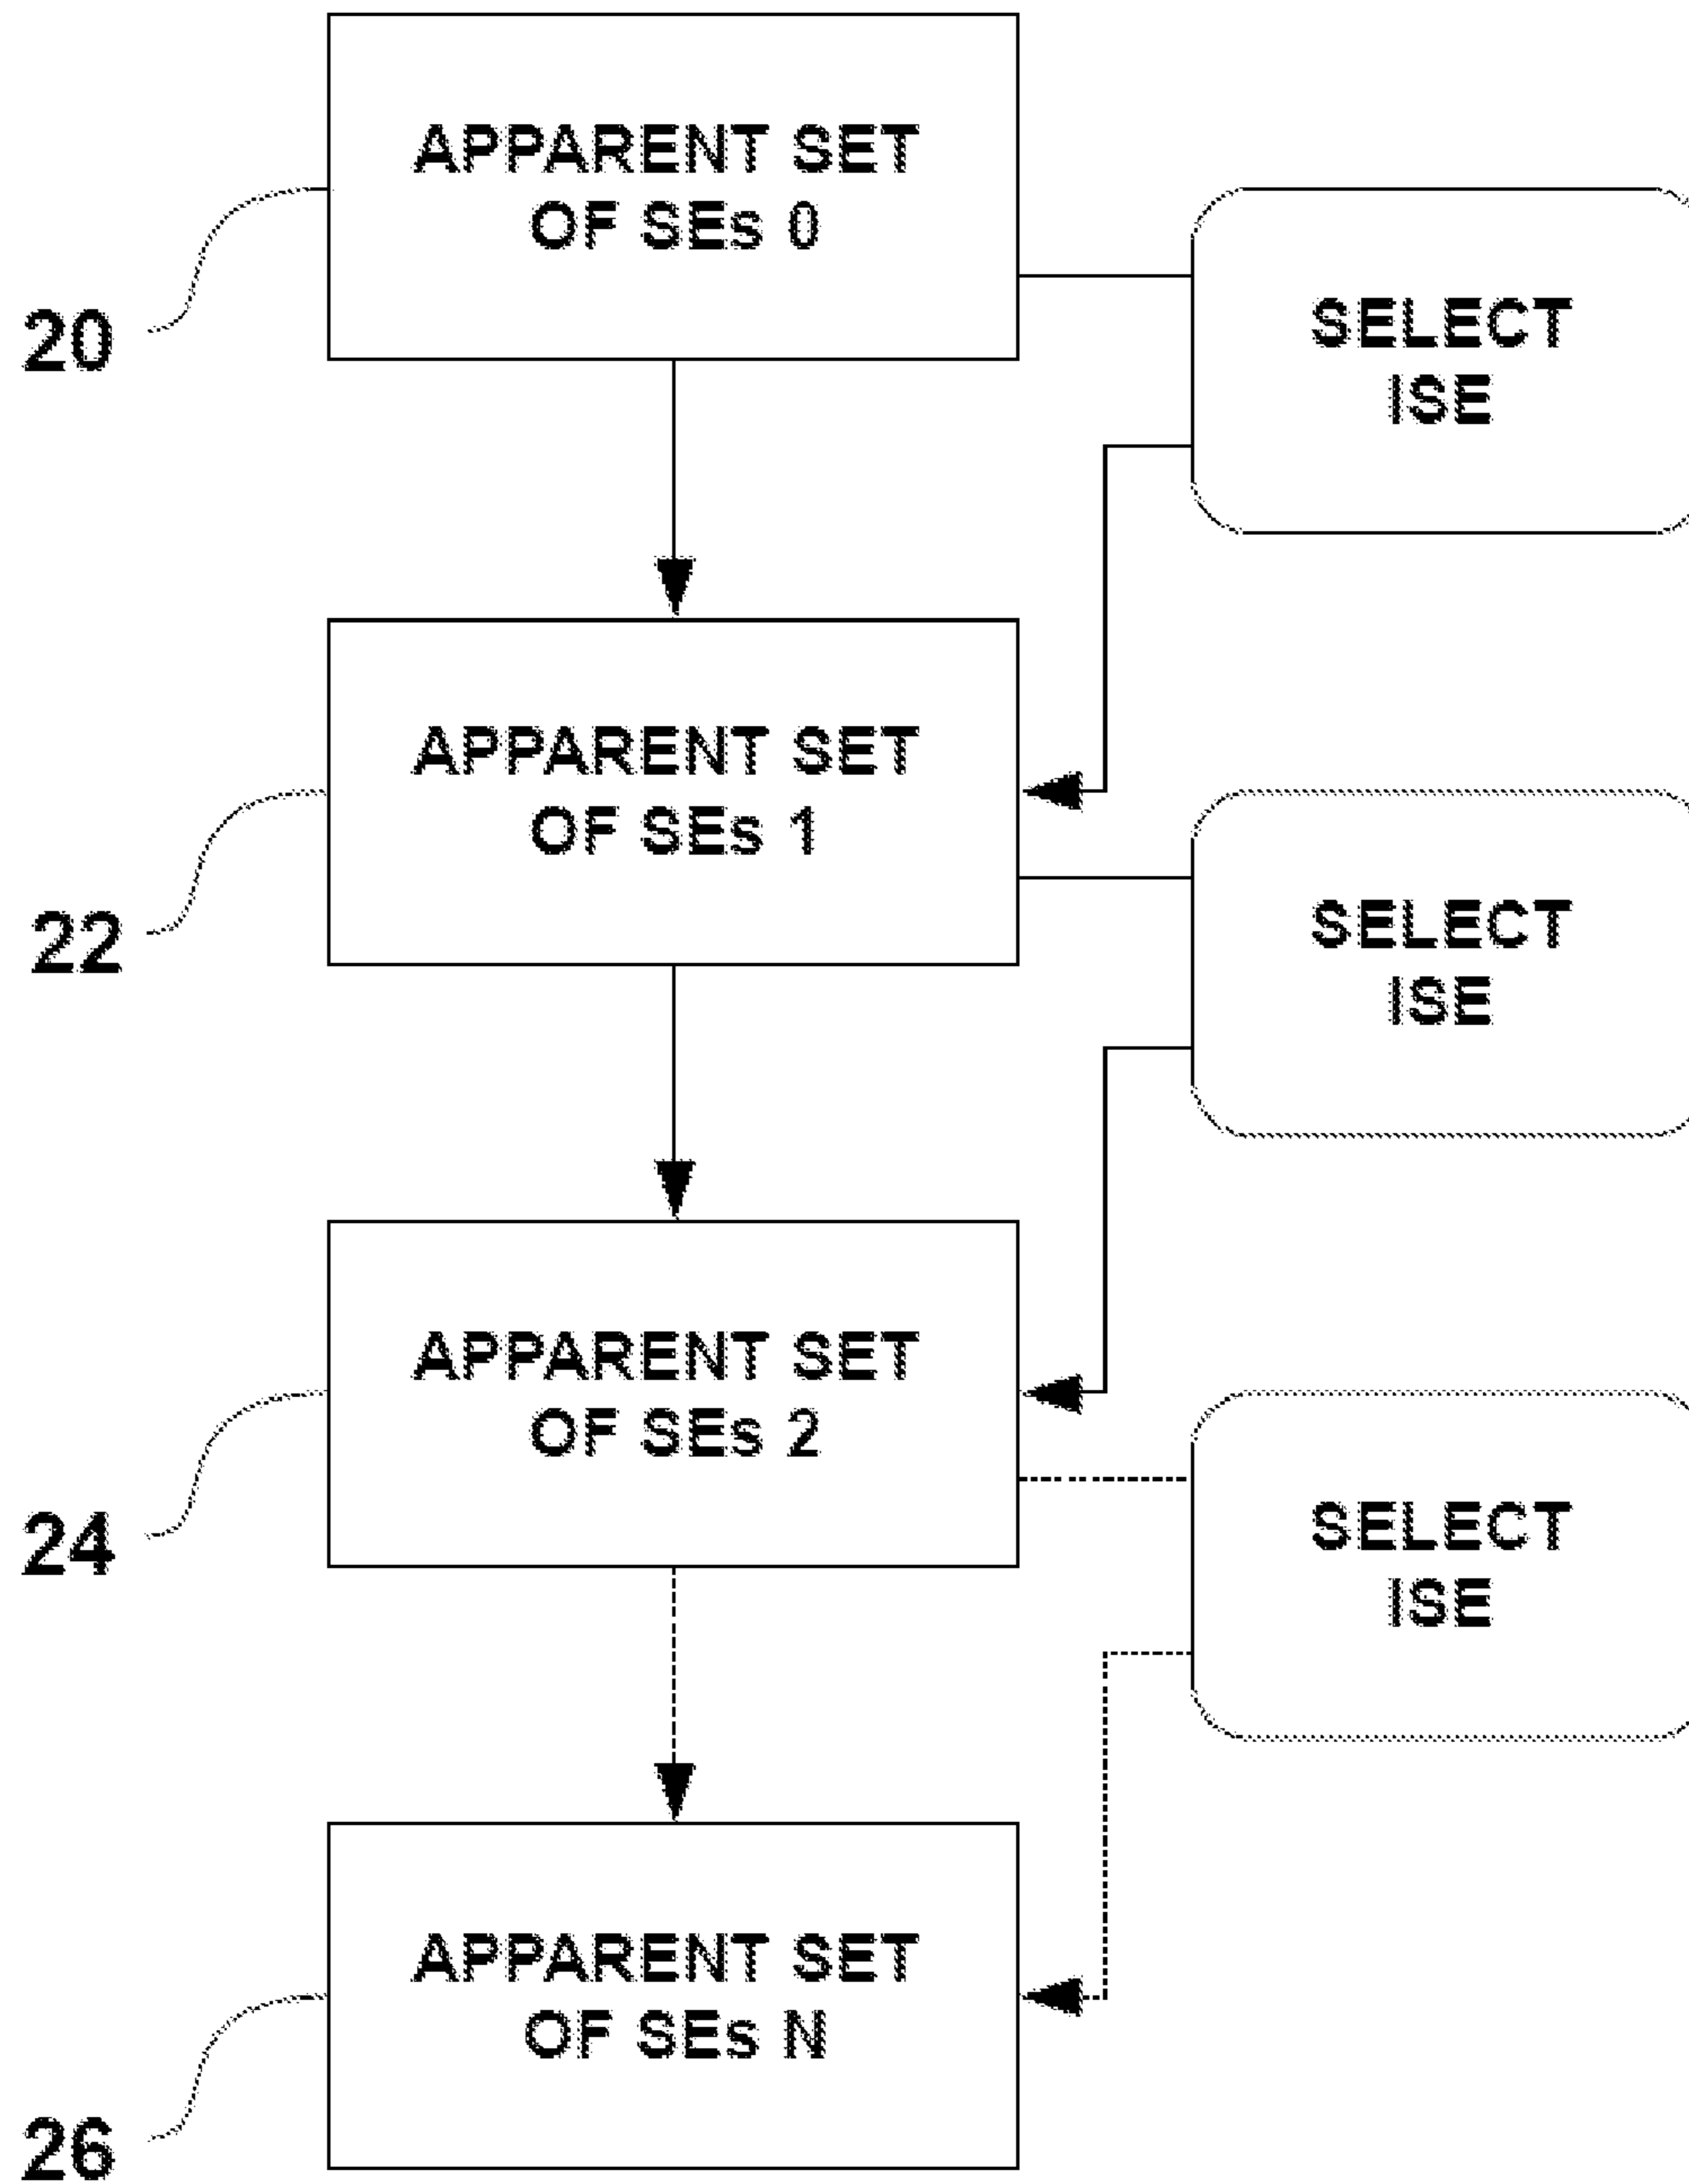 APPARENT SET
OF SEs 0
20
SELECT
ISE
APPARENT SET
OF SEs 1
22
SELECT
ISE
APPARENT SET
OF SEs 2
24
SELECT
ISE
APPARENT SET
OF SEs N
26